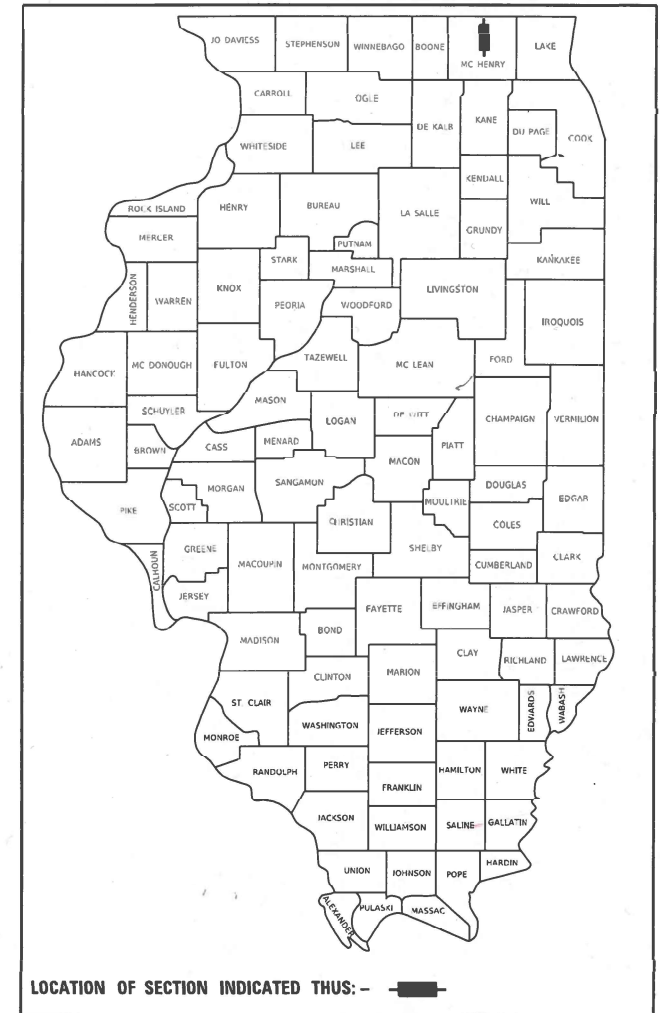 JO DAVIESS
STEPHENSON
WINNEBAGO
BOONE
MC HENRY
LAKE
CARROLL
OGLE
DE KALB
KANE
DU PAGE
COOK
WHITESIDE
LEE
KENDALL
WILL
ROCK ISLAND
HENRY
BUREAU
LA SALLE
GRUNDY
MERCER
PUTNAM
STARK
MARSHALL
KANKAKEE
HENDERSON
WARREN
KNOX
PEORIA
WOODFORD
LIVINGSTON
IROQUOIS
HANCOCK
MC DONOUGH
FULTON
TAZEWELL
MC LEAN
FORD
MASON
SCHUYLER
LOGAN
CHAMPAIGN
VERMILION
ADAMS
BROWN
CASS
MENARD
PIATT
MACON
SANGAMON
MORGAN
DOUGLAS
EDGAR
PIKE
SCOTT
MOULTRIE
CHRISTIAN
COLES
GREENE
CALHOUN
MACOUPIN
MONTGOMERY
SHELBY
CUMBERLAND
CLARK
JERSEY
FAYETTE
EFFINGHAM
JASPER
CRAWFORD
MADISON
BOND
CLAY
RICHLAND
LAWRENCE
CLINTON
MARION
ST. CLAIR
WAYNE
EDWARDS
WABASH
WASHINGTON
JEFFERSON
MONROE
RANDOLPH
PERRY
HAMILTON
WHITE
FRANKLIN
JACKSON
WILLIAMSON
SALINE
GALLATIN
UNION
JOHNSON
POPE
HARDIN
ALEXANDER
PULASKI
MASSAC
LOCATION OF SECTION INDICATED THUS: -